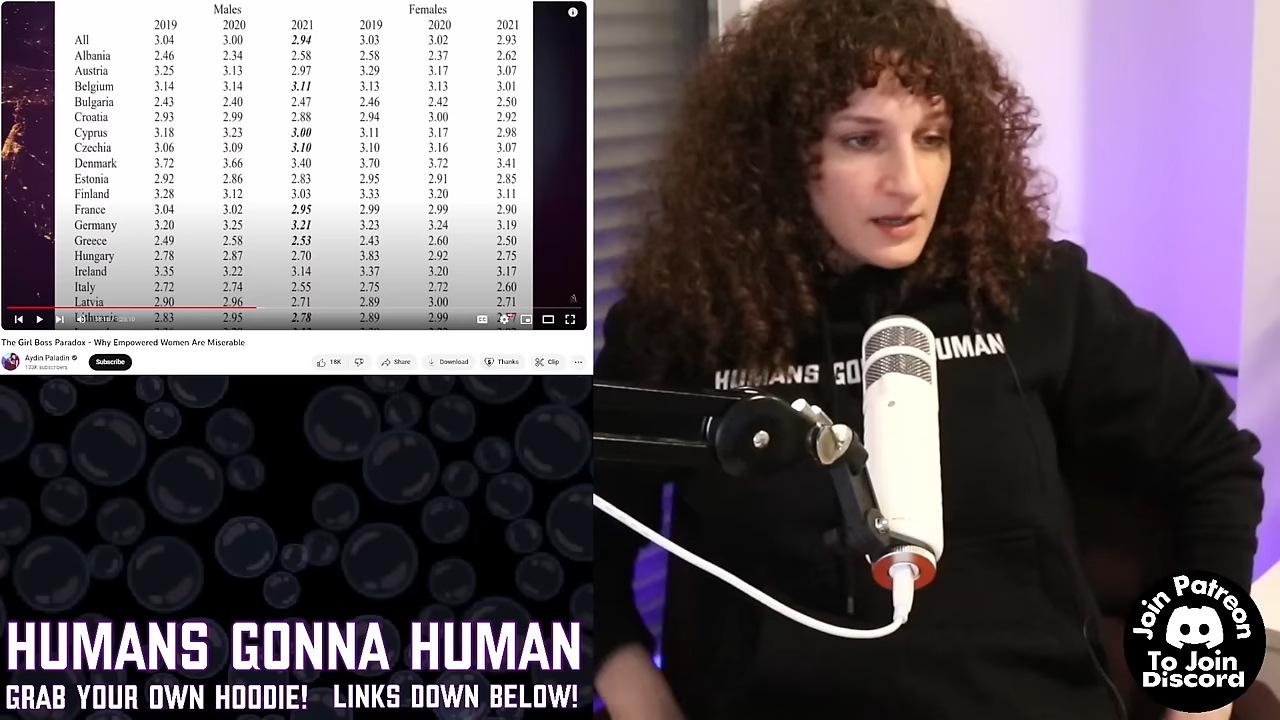 Males Females
2019 2020 2021 2019 2020 2021
All 3.04 3.00 2.94 3.03 3.02 2.93
Albania 2.46 2.34 2.58 2.58 2.37 2.62
Austria 3.25 3.13 2.97 3.29 3.17 3.07
Belgium 3.14 3.14 3.11 3.13 3.13 3.01
Bulgaria 2.43 2.40 2.47 2.46 2.42 2.50
Croatia 2.93 2.99 2.88 2.94 3.00 2.92
Cyprus 3.18 3.23 3.00 3.11 3.17 2.98
Czechia 3.06 3.09 3.10 3.10 3.16 3.07
Denmark 3.72 3.66 3.40 3.70 3.72 3.41
Estonia 2.92 2.86 2.83 2.95 2.91 2.85
Finland 3.28 3.12 3.03 3.33 3.20 3.11
France 3.04 3.02 2.95 2.99 2.99 2.90
Germany 3.20 3.25 3.21 3.23 3.24 3.19
Greece 2.49 2.58 2.53 2.43 2.60 2.50
Hungary 2.78 2.87 2.70 3.83 2.92 2.75
Ireland 3.35 3.22 3.14 3.37 3.20 3.17
Italy 2.72 2.74 2.55 2.75 2.72 2.60
Latvia 2.90 2.96 2.71 2.89 3.00 2.71
2.83 2.95 2.78 2.89 2.99
The Girl Boss Paradox - Why Empowered Women Are Miserable
Aydin Paladin
133K subscribers
Subscribe
18K
Share
Download
Thanks
Clip
HUMANS GONNA HUMAN
GRAB YOUR OWN HOODIE! LINKS DOWN BELOW!
HUMANS GO UMAN
Join Patreon
To Join
Discord